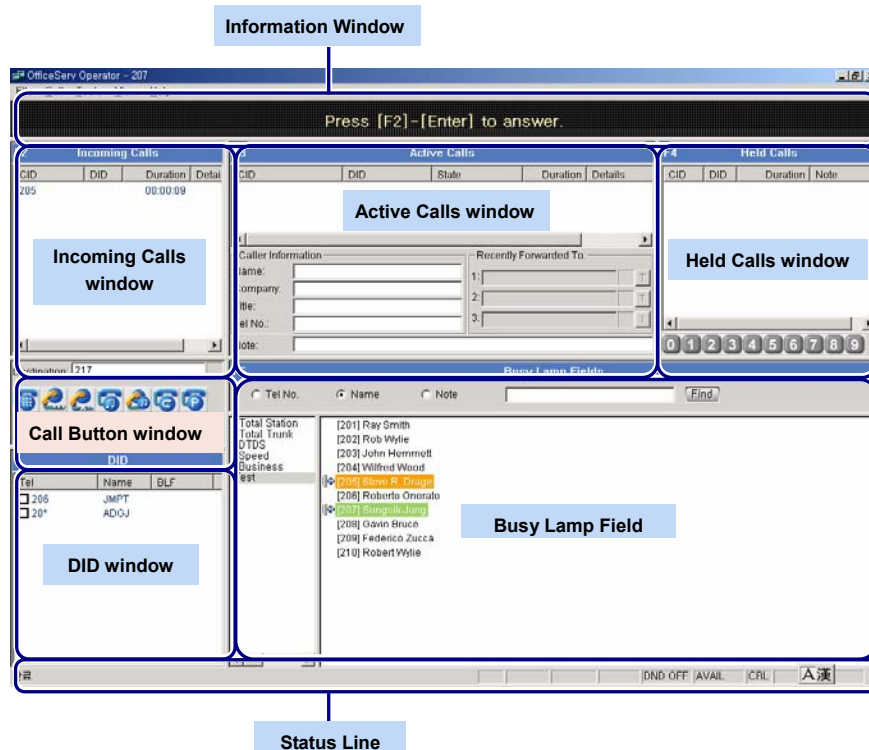 Information Window
OfficeServ Operator - 207
Press [F2]-[Enter] to answer.
Incoming Calls
CID DID Duration Detai
205 00:00:09
Incoming Calls window
Active Calls
CID DID State Duration Details
Active Calls window
Caller Information
Name:
Company:
Title:
Tel No.:
Note:
Recently Forwarded To:
1: T
2: T
3: T
F4 Held Calls
CID DID Duration Note
Held Calls window
0 1 2 3 4 5 6 7 8 9
Destination: 217
Call Button window
Busy Lamp Fields
Tel No. Name Note Find
Total Station
Total Trunk
DTDS
Speed
Business
Test
[201] Ray Smith
[202] Rob Wylie
[203] John Hemmett
[204] Wilfred Wood
[205] Steve R. Drage
[206] Roberto Onorato
[207] Sungsik Jung
[208] Gavin Bruce
[209] Federico Zucca
[210] Robert Wylie
Busy Lamp Field
DID
Tel Name BLF
206 JMPT
20* ADOJ
DID window
DND OFF AVAIL CRL A漢
Status Line